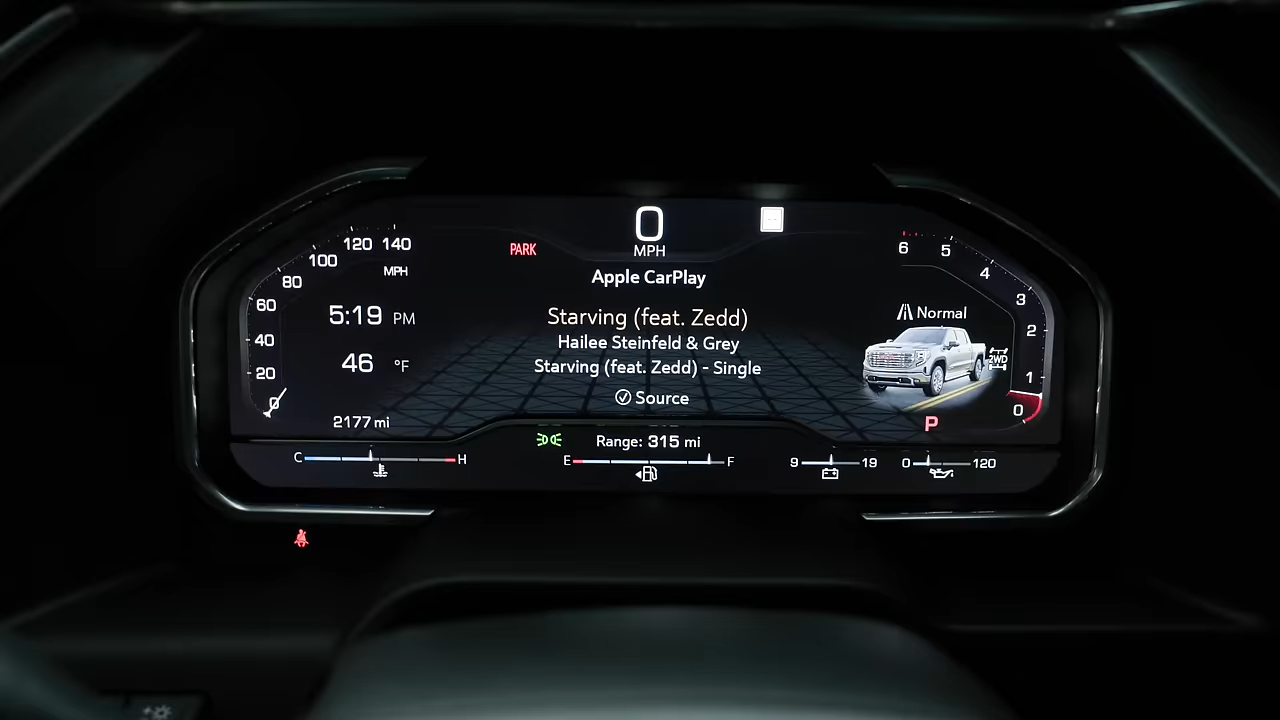 0
MPH
PARK
Apple CarPlay
Starving (feat. Zedd)
Hailee Steinfeld & Grey
Starving (feat. Zedd) - Single
Source
120 140
100
MPH
80
60
40
20
0
5:19 PM
46 °F
2177 mi
6
5
4
3
2
1
0
Normal
2WD
P
C H
Range: 315 mi
E F
9 19
0 120